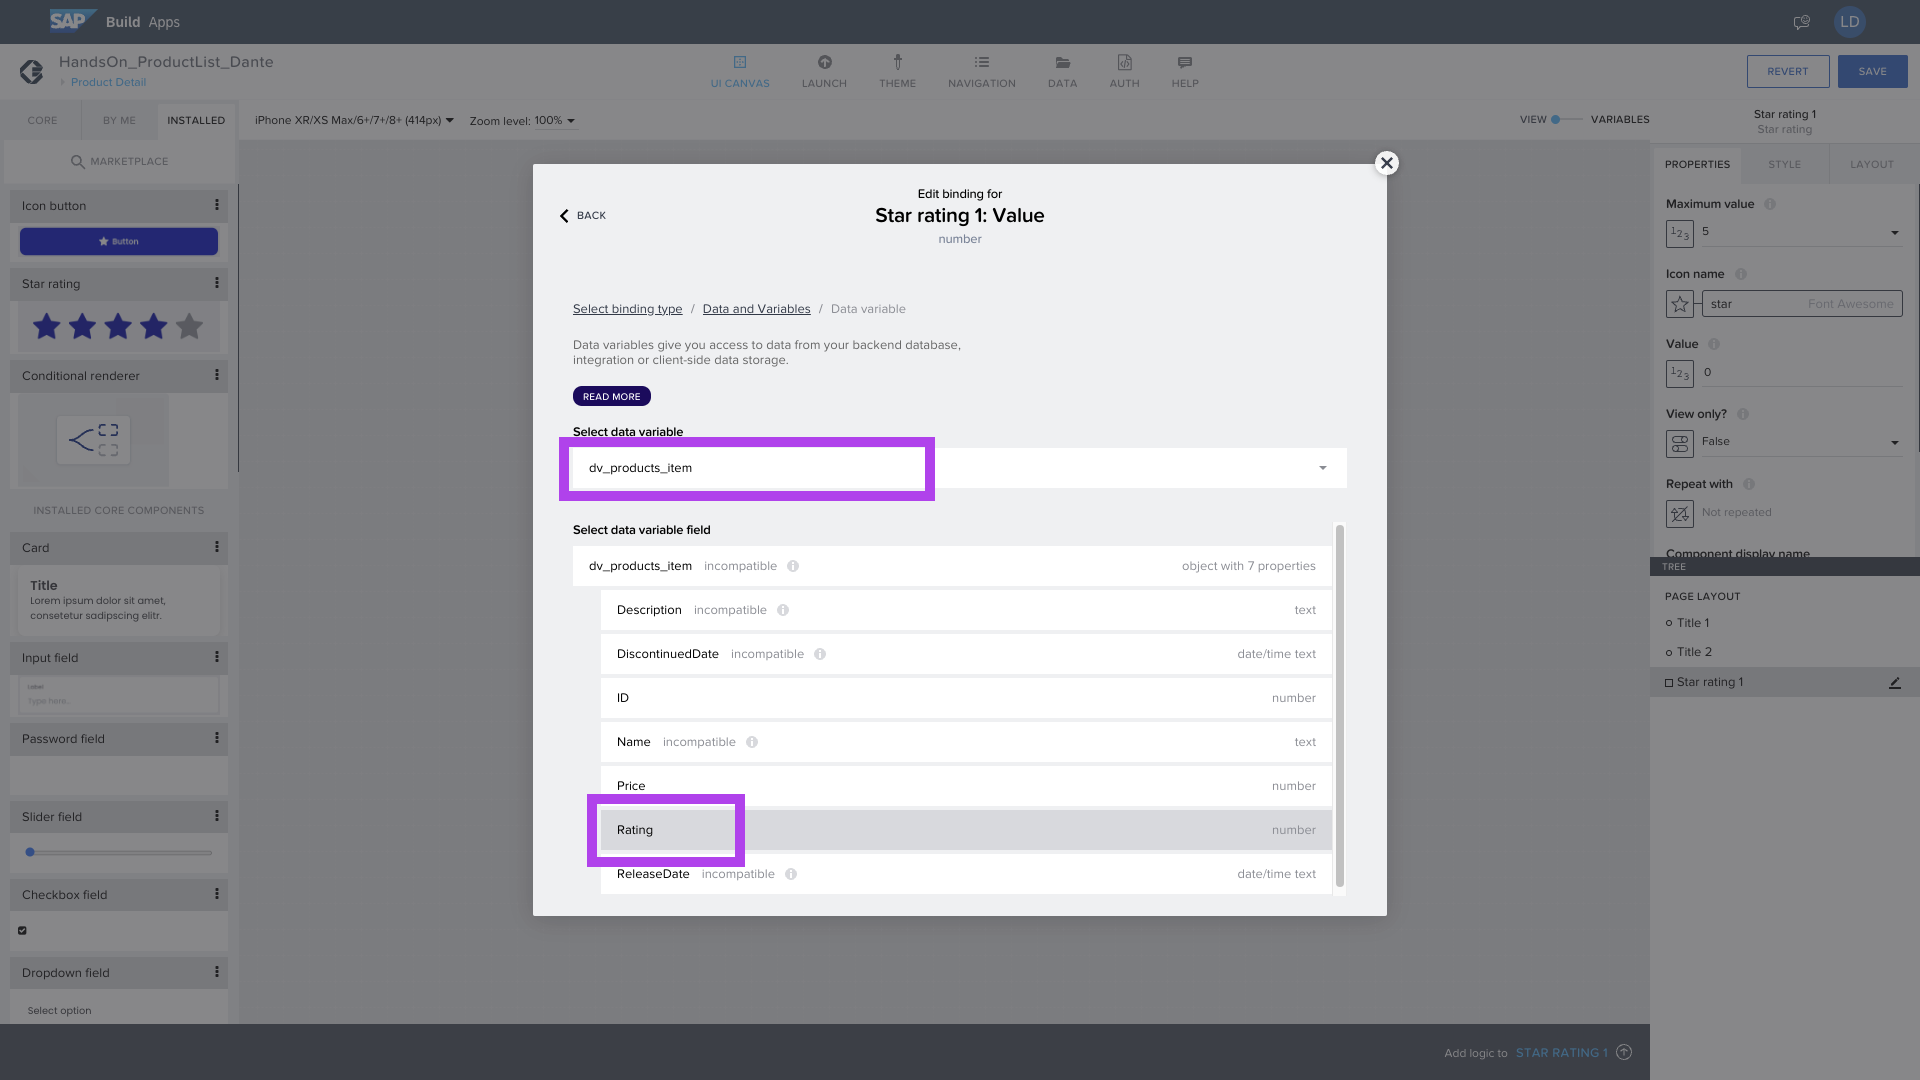 SAP Build Apps
LD
HandsOn_ProductList_Dante
Product Detail
UI CANVAS
LAUNCH
THEME
NAVIGATION
DATA
AUTH
HELP
REVERT
SAVE
CORE
BY ME
INSTALLED
iPhone XR/XS Max/6+/7+/8+ (414px)
Zoom level: 100%
VIEW
VARIABLES
Star rating 1
Star rating
MARKETPLACE
Icon button
Button
Star rating
Conditional renderer
INSTALLED CORE COMPONENTS
Card
Title
Lorem ipsum dolor sit amet,
consetetur sadipscing elitr.
Input field
Label
Type here...
Password field
Slider field
Checkbox field
Dropdown field
Select option
Edit binding for
BACK
Star rating 1: Value
number
Select binding type / Data and Variables / Data variable
Data variables give you access to data from your backend database,
integration or client-side data storage.
READ MORE
Select data variable
dv_products_item
Select data variable field
dv_products_item incompatible object with 7 properties
Description incompatible text
DiscontinuedDate incompatible date/time text
ID number
Name incompatible text
Price number
Rating number
ReleaseDate incompatible date/time text
PROPERTIES
STYLE
LAYOUT
Maximum value
123 5
Icon name
star Font Awesome
Value
123 0
View only?
False
Repeat with
Not repeated
Component display name
TREE
PAGE LAYOUT
Title 1
Title 2
Star rating 1
Add logic to STAR RATING 1